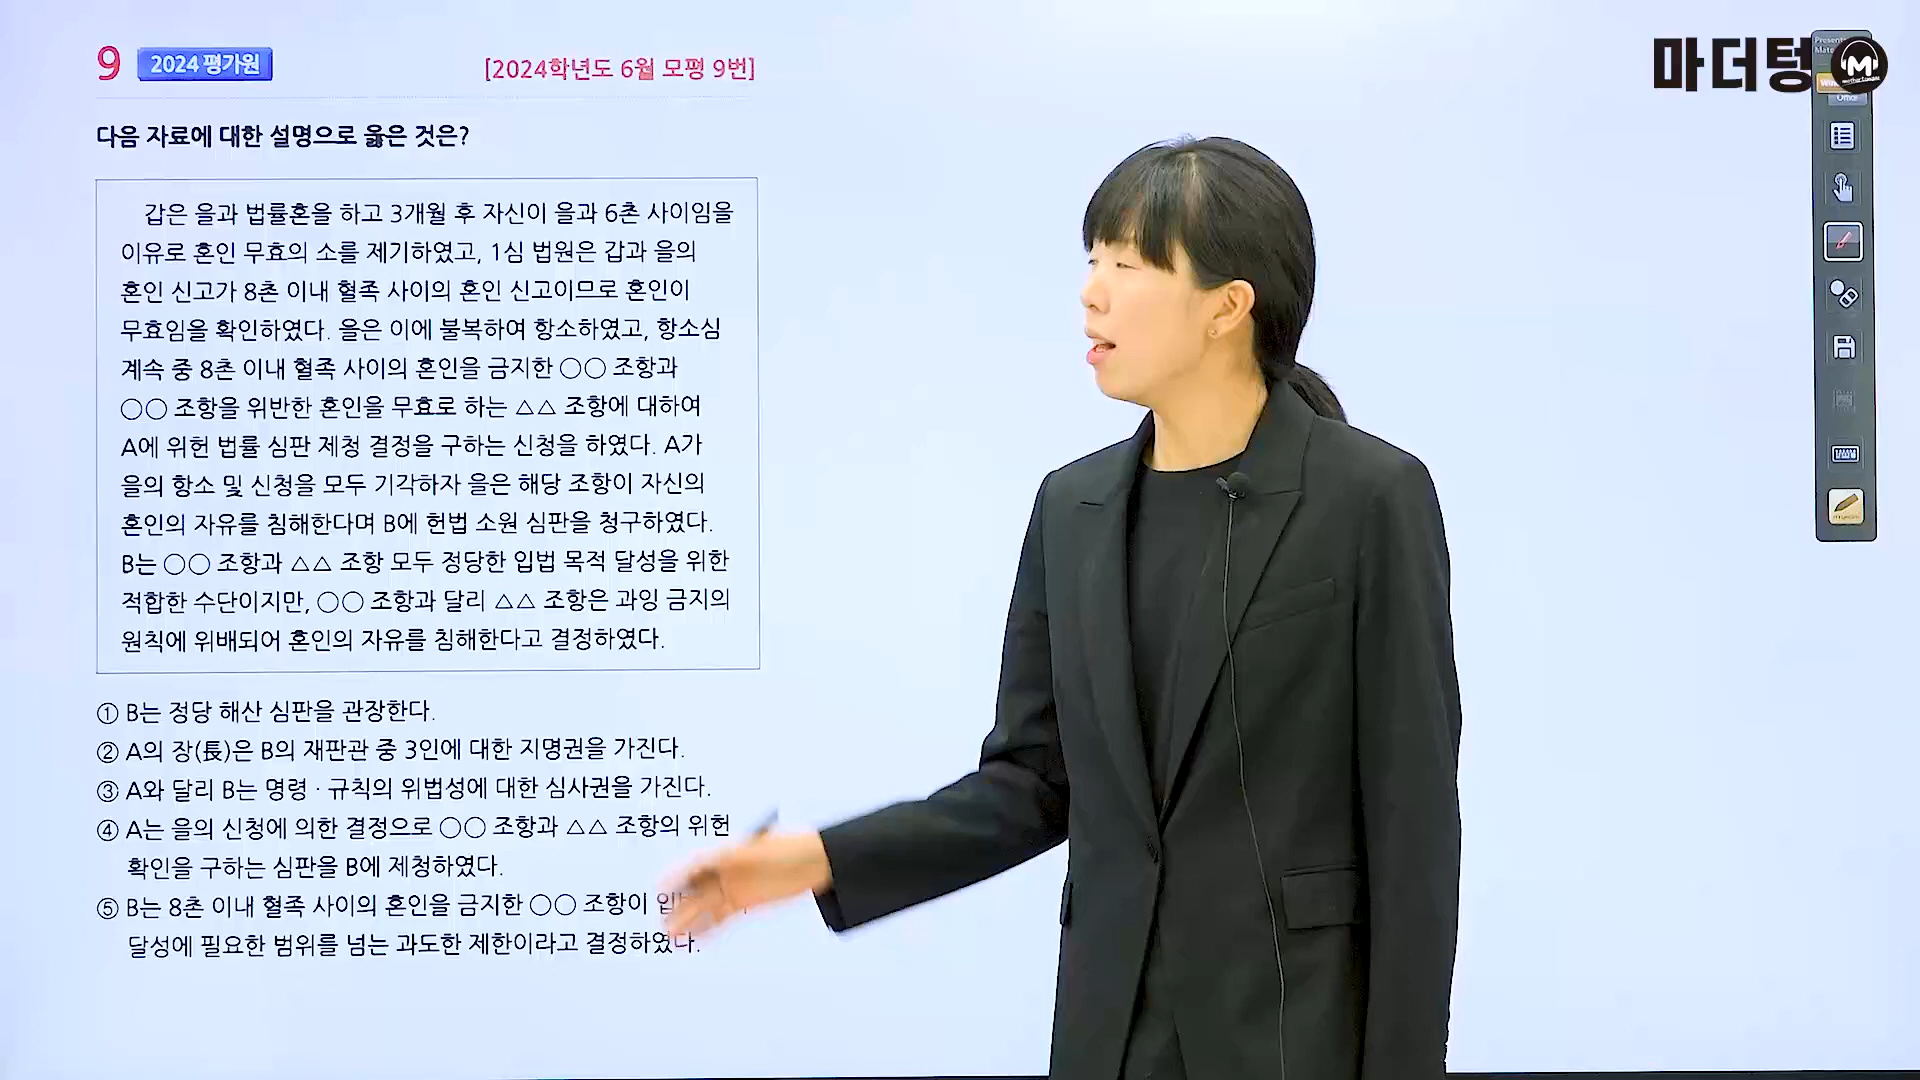 9 2024 평가원 [2024학년도 6월 모평 9번]
마더텅
다음 자료에 대한 설명으로 옳은 것은?
갑은 을과 법률혼을 하고 3개월 후 자신이 을과 6촌 사이임을
이유로 혼인 무효의 소를 제기하였고, 1심 법원은 갑과 을의
혼인 신고가 8촌 이내 혈족 사이의 혼인 신고이므로 혼인이
무효임을 확인하였다. 을은 이에 불복하여 항소하였고, 항소심
계속 중 8촌 이내 혈족 사이의 혼인을 금지한 ○○ 조항과
○○ 조항을 위반한 혼인을 무효로 하는 △△ 조항에 대하여
A에 위헌 법률 심판 제청 결정을 구하는 신청을 하였다. A가
을의 항소 및 신청을 모두 기각하자 을은 해당 조항이 자신의
혼인의 자유를 침해한다며 B에 헌법 소원 심판을 청구하였다.
B는 ○○ 조항과 △△ 조항 모두 정당한 입법 목적 달성을 위한
적합한 수단이지만, ○○ 조항과 달리 △△ 조항은 과잉 금지의
원칙에 위배되어 혼인의 자유를 침해한다고 결정하였다.
① B는 정당 해산 심판을 관장한다.
② A의 장(長)은 B의 재판관 중 3인에 대한 지명권을 가진다.
③ A와 달리 B는 명령·규칙의 위법성에 대한 심사권을 가진다.
④ A는 을의 신청에 의한 결정으로 ○○ 조항과 △△ 조항의 위헌
확인을 구하는 심판을 B에 제청하였다.
⑤ B는 8촌 이내 혈족 사이의 혼인을 금지한 ○○ 조항이
달성에 필요한 범위를 넘는 과도한 제한이라고 결정하였다.